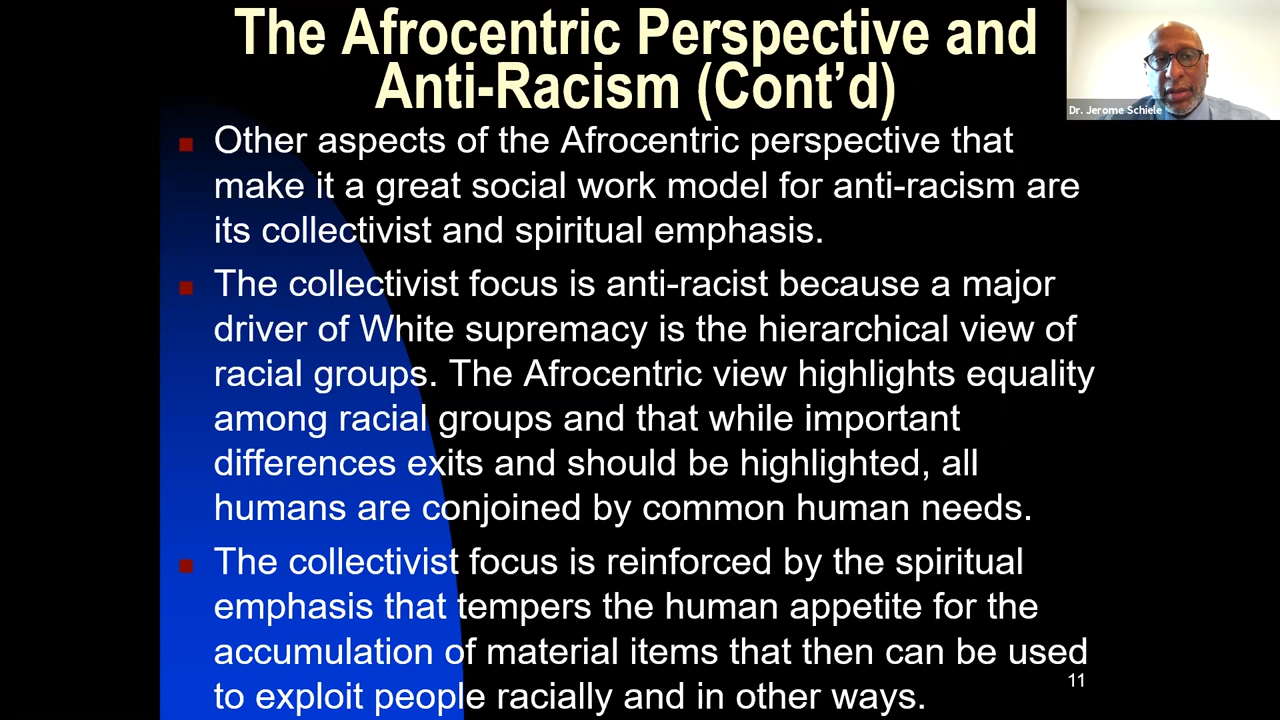 The Afrocentric Perspective and
Anti-Racism (Cont’d)
Dr. Jerome Schiele
Other aspects of the Afrocentric perspective that
make it a great social work model for anti-racism are
its collectivist and spiritual emphasis.
The collectivist focus is anti-racist because a major
driver of White supremacy is the hierarchical view of
racial groups. The Afrocentric view highlights equality
among racial groups and that while important
differences exits and should be highlighted, all
humans are conjoined by common human needs.
The collectivist focus is reinforced by the spiritual
emphasis that tempers the human appetite for the
accumulation of material items that then can be used
to exploit people racially and in other ways.
11